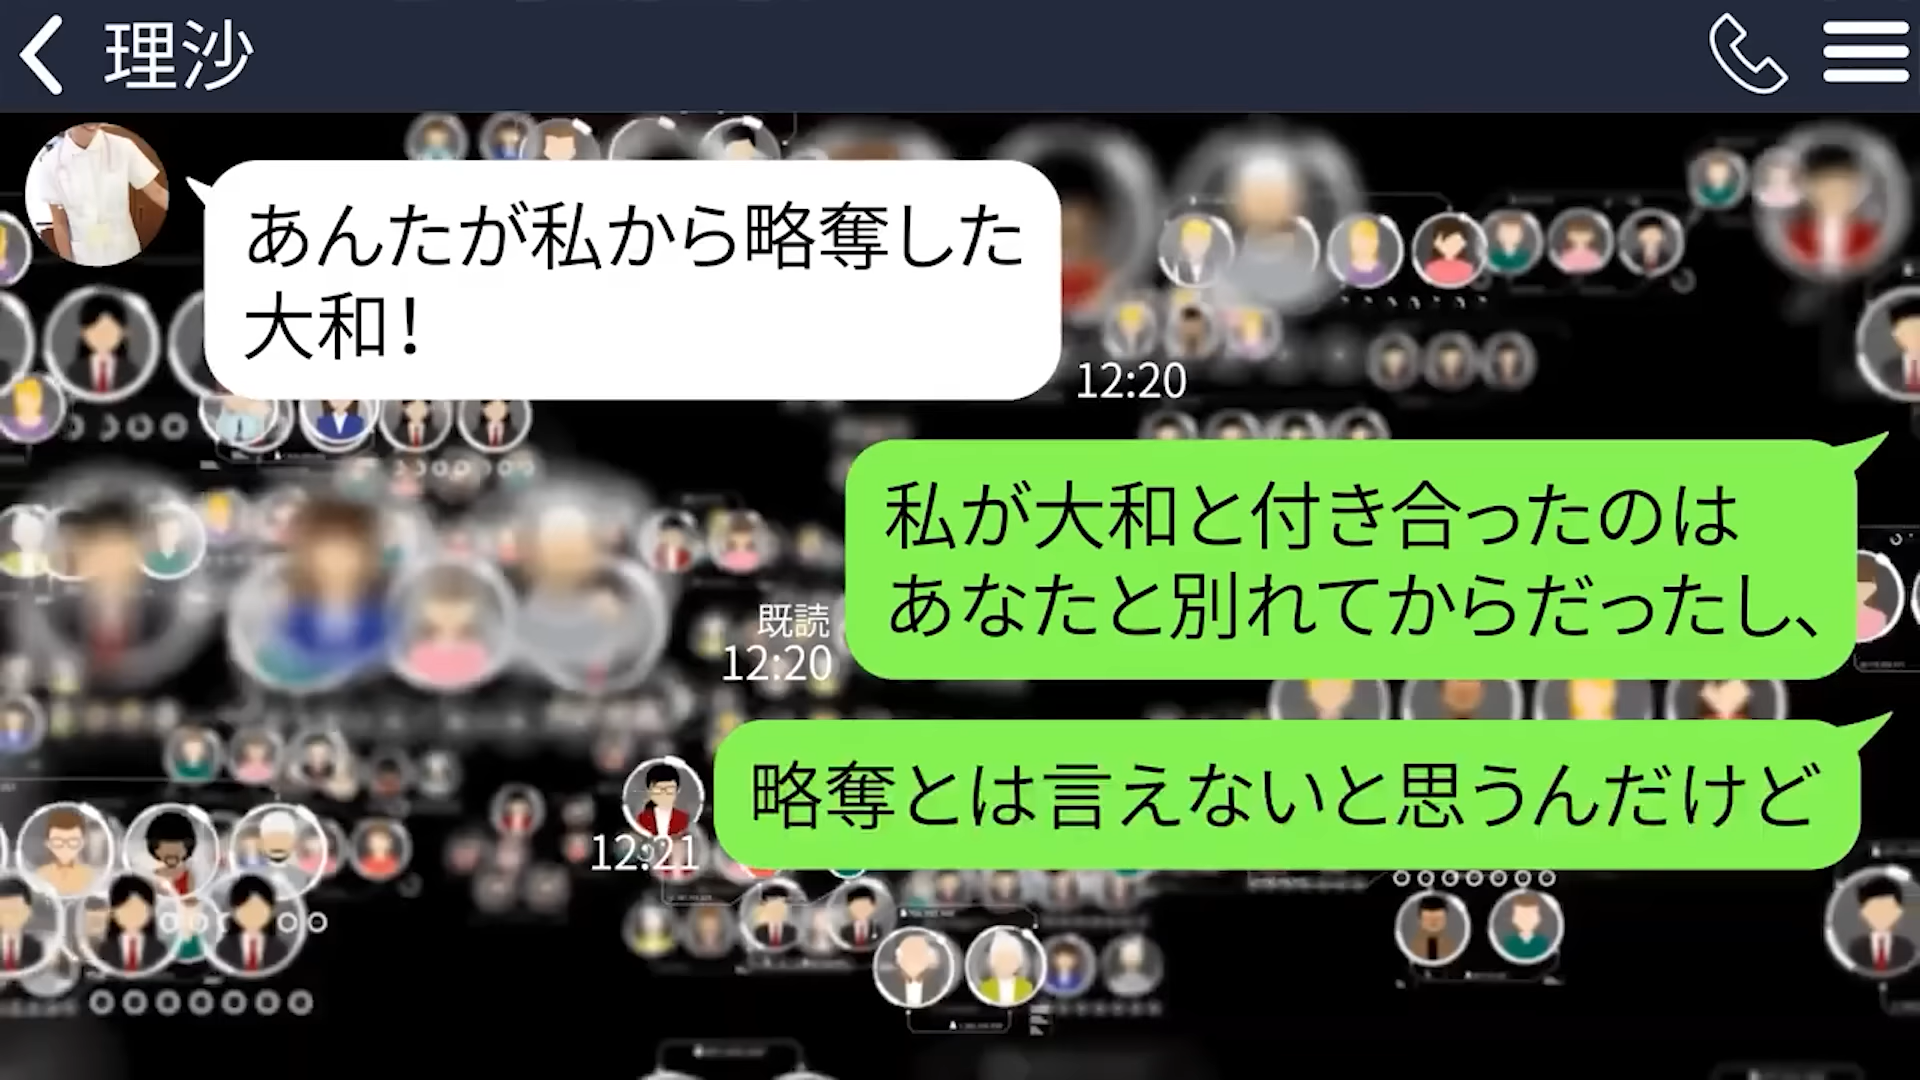 理沙
あんたが私から略奪した
大和！
12:20
私が大和と付き合ったのは
あなたと別れてからだったし、
既読
12:20
略奪とは言えないと思うんだけど
12:21